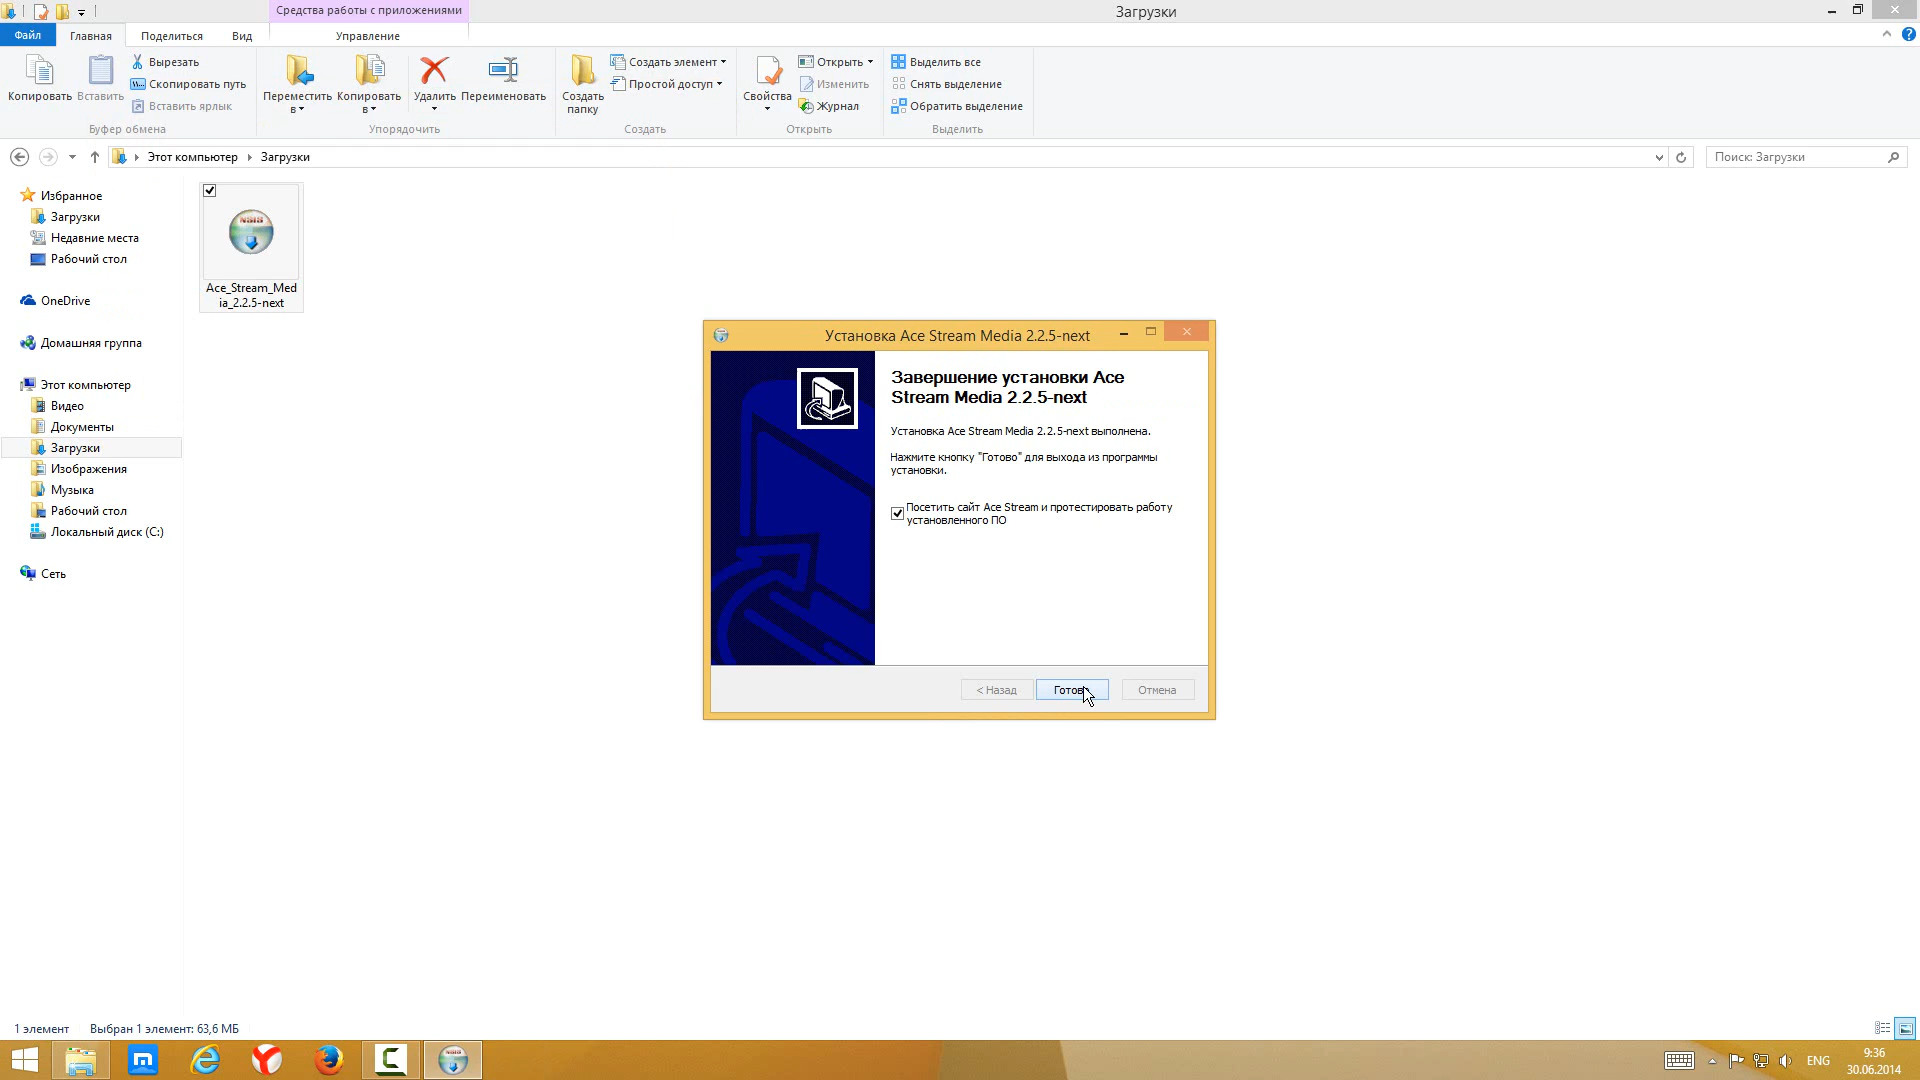 Средства работы с приложениями
Загрузки
Файл
Главная
Поделиться
Вид
Управление
Копировать
Вставить
Вырезать
Скопировать путь
Вставить ярлык
Буфер обмена
Переместить в
Копировать в
Удалить
Переименовать
Упорядочить
Создать папку
Создать элемент
Простой доступ
Создать
Свойства
Открыть
Изменить
Журнал
Открыть
Выделить все
Снять выделение
Обратить выделение
Выделить
Этот компьютер
Загрузки
Поиск: Загрузки
Избранное
Загрузки
Недавние места
Рабочий стол
OneDrive
Домашняя группа
Этот компьютер
Видео
Документы
Загрузки
Изображения
Музыка
Рабочий стол
Локальный диск (C:)
Сеть
NSIS
Ace_Stream_Med
ia_2.2.5-next
Установка Ace Stream Media 2.2.5-next
Завершение установки Ace
Stream Media 2.2.5-next
Установка Ace Stream Media 2.2.5-next выполнена.
Нажмите кнопку "Готово" для выхода из программы
установки.
Посетить сайт Ace Stream и протестировать работу
установленного ПО
< Назад
Готов
Отмена
1 элемент
Выбран 1 элемент: 63,6 МБ
ENG
9:36
30.06.2014